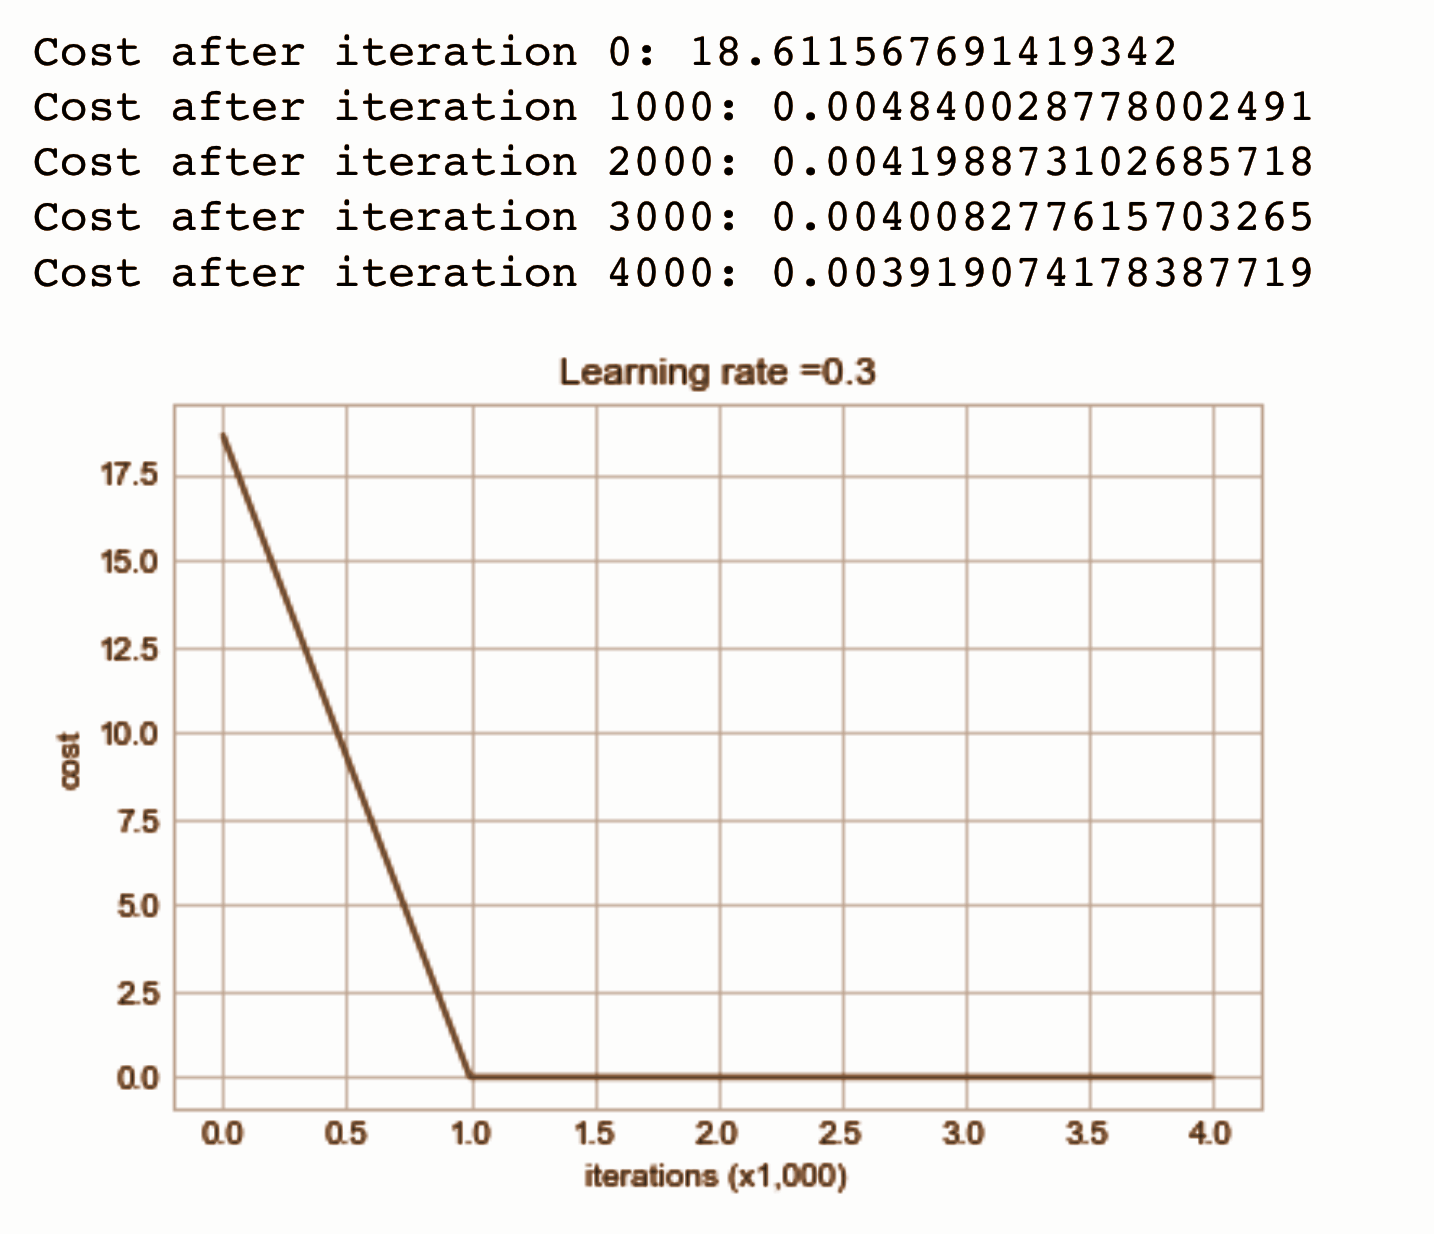 Cost after iteration 0: 18.611567691419342
Cost after iteration 1000: 0.004840028778002491
Cost after iteration 2000: 0.004198873102685718
Cost after iteration 3000: 0.004008277615703265
Cost after iteration 4000: 0.003919074178387719
Learning rate =0.3
17.5
15.0
12.5
10.0
7.5
5.0
2.5
0.0
cost
0.0 0.5 1.0 1.5 2.0 2.5 3.0 3.5 4.0
iterations (x1,000)